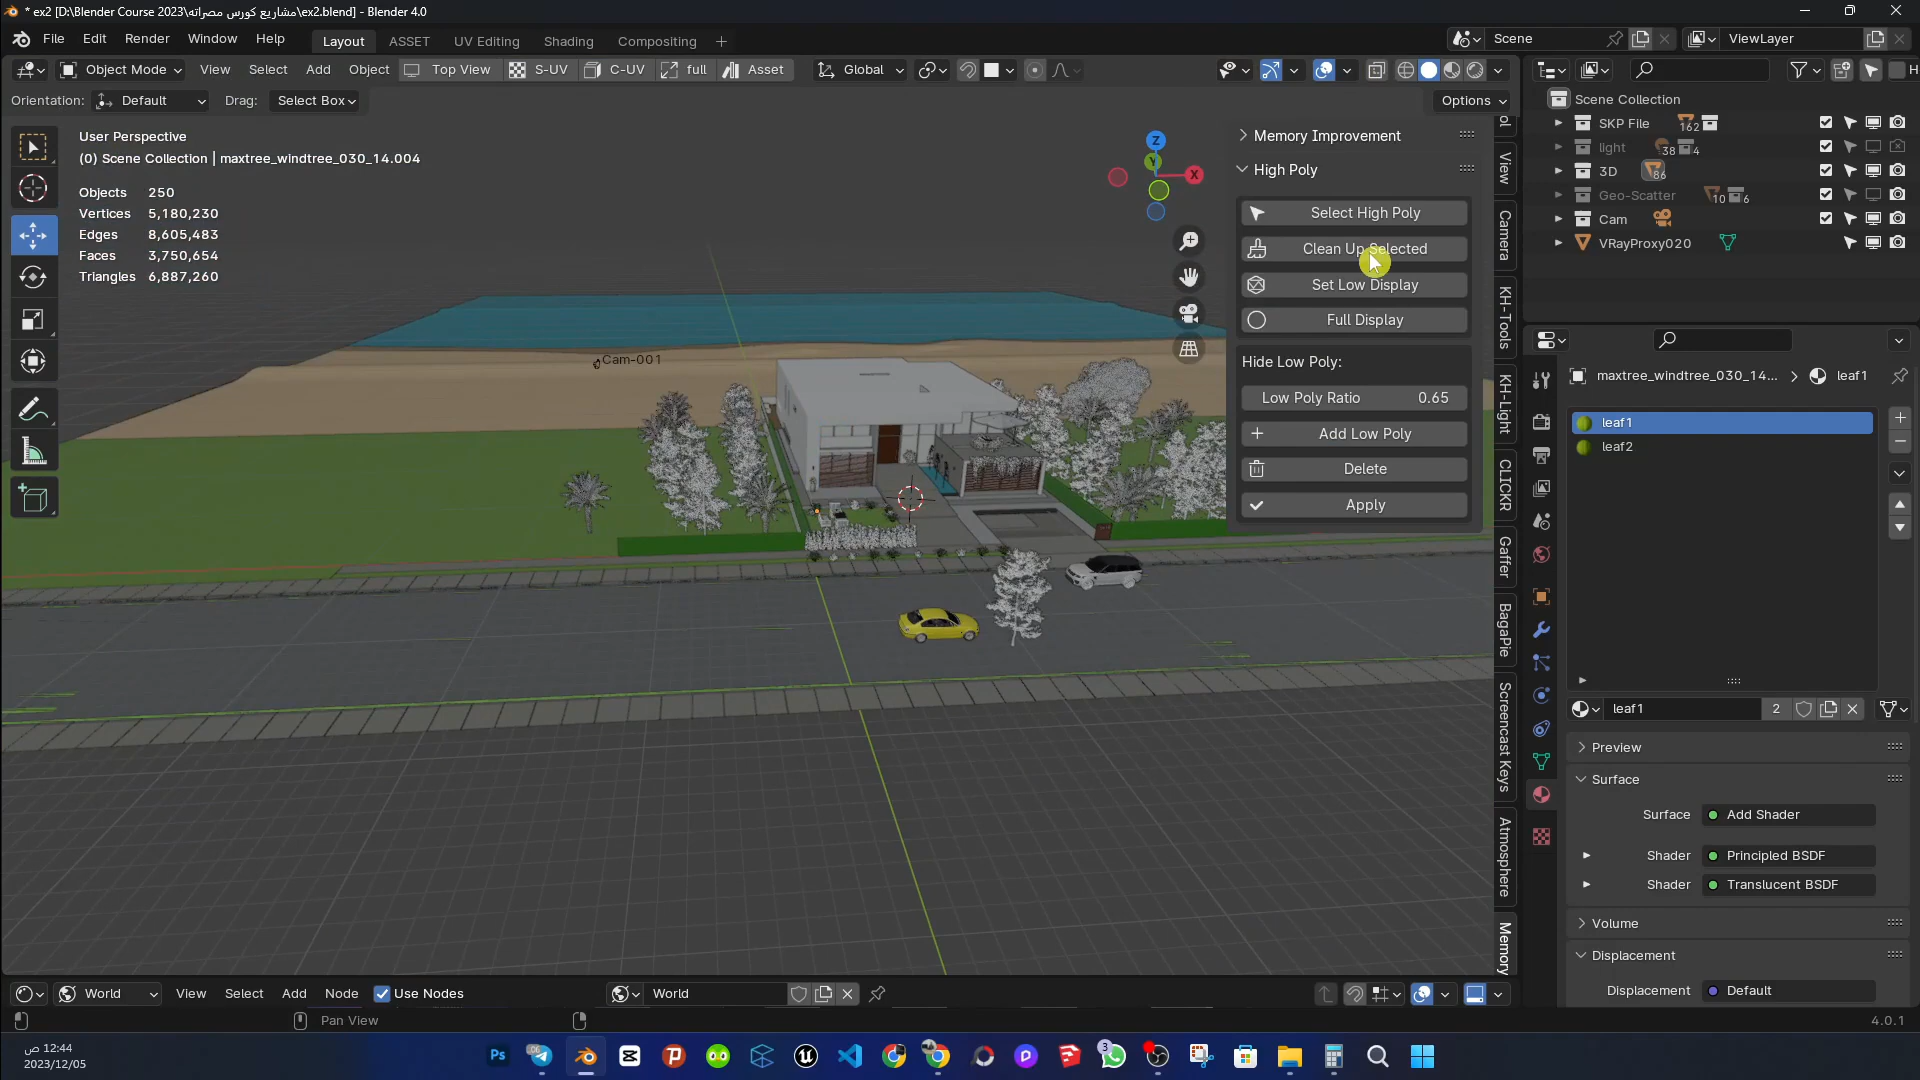 * ex2 [D:\Blender Course 2023\مشاريع كورس مصراته\ex2.blend] - Blender 4.0
File Edit Render Window Help
Layout ASSET UV Editing Shading Compositing
Scene
ViewLayer
Object Mode View Select Add Object Top View S-UV C-UV full Asset Global
Orientation: Default Drag: Select Box
Options
User Perspective
(0) Scene Collection | maxtree_windtree_030_14.004
Objects 250
Vertices 5,180,230
Edges 8,605,483
Faces 3,750,654
Triangles 6,887,260
Z
Y
X
Cam-001
Memory Improvement
High Poly
Select High Poly
Clean Up Selected
Set Low Display
Full Display
Hide Low Poly:
Low Poly Ratio 0.65
Add Low Poly
Delete
Apply
View
Camera
KH-Tools
KH-Light
CLICKR
Gaffer
BagaPie
Screencast Keys
Atmosphere
Memory
Scene Collection
SKP File 162
light 38 4
3D 86
Geo-Scatter 10 6
Cam
VRayProxy020
maxtree_windtree_030_14... leaf1
leaf1
leaf2
leaf1 2
Preview
Surface
Surface Add Shader
Shader Principled BSDF
Shader Translucent BSDF
Volume
Displacement
Displacement Default
World View Select Add Node Use Nodes World
Pan View
4.0.1
12:44 ص
2023/12/05
Ps
3